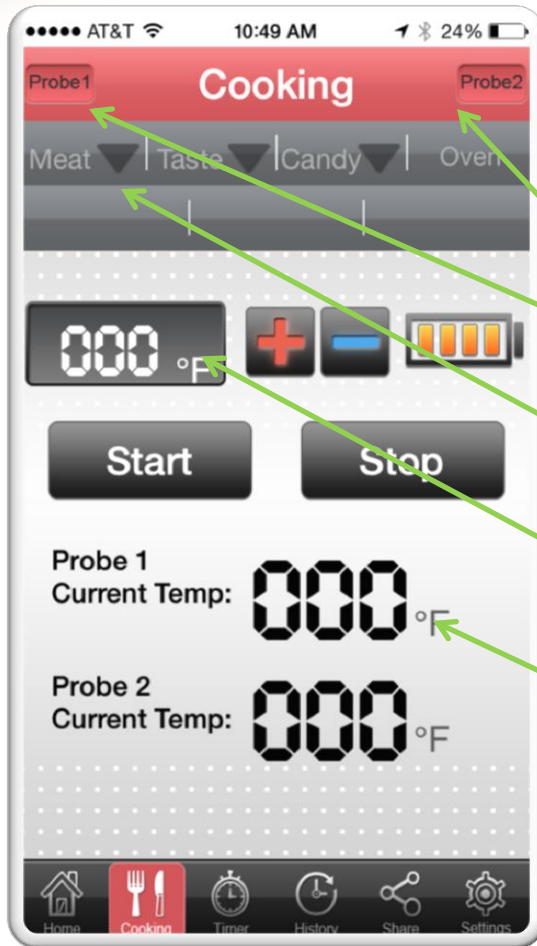 AT&T 10:49 AM 24%
Probe1 Cooking Probe2
Meat Taste Candy Oven
000 °F
Start Stop
Probe 1
Current Temp: 000 °F
Probe 2
Current Temp: 000 °F
Home Cooking Timer History Share Settings